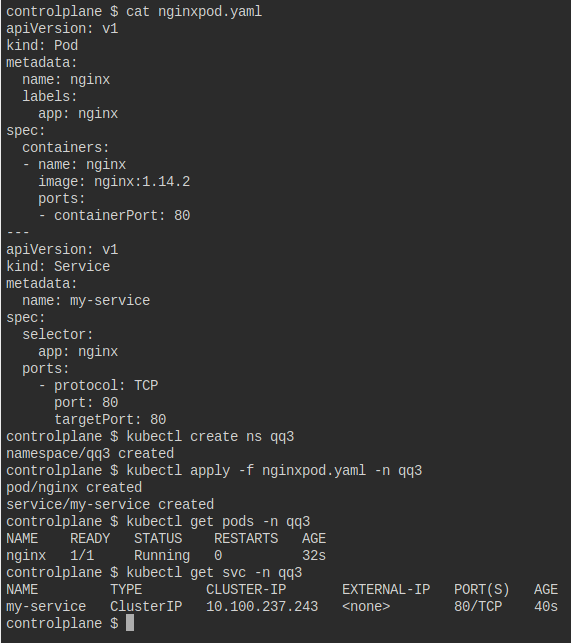 controlplane $ cat nginxpod.yaml
apiVersion: v1
kind: Pod
metadata:
  name: nginx
  labels:
    app: nginx
spec:
  containers:
  - name: nginx
    image: nginx:1.14.2
    ports:
    - containerPort: 80
---
apiVersion: v1
kind: Service
metadata:
  name: my-service
spec:
  selector:
    app: nginx
  ports:
    - protocol: TCP
      port: 80
      targetPort: 80
controlplane $ kubectl create ns qq3
namespace/qq3 created
controlplane $ kubectl apply -f nginxpod.yaml -n qq3
pod/nginx created
service/my-service created
controlplane $ kubectl get pods -n qq3
NAME    READY   STATUS    RESTARTS   AGE
nginx   1/1     Running   0          32s
controlplane $ kubectl get svc -n qq3
NAME         TYPE        CLUSTER-IP       EXTERNAL-IP   PORT(S)   AGE
my-service   ClusterIP   10.100.237.243   <none>        80/TCP    40s
controlplane $